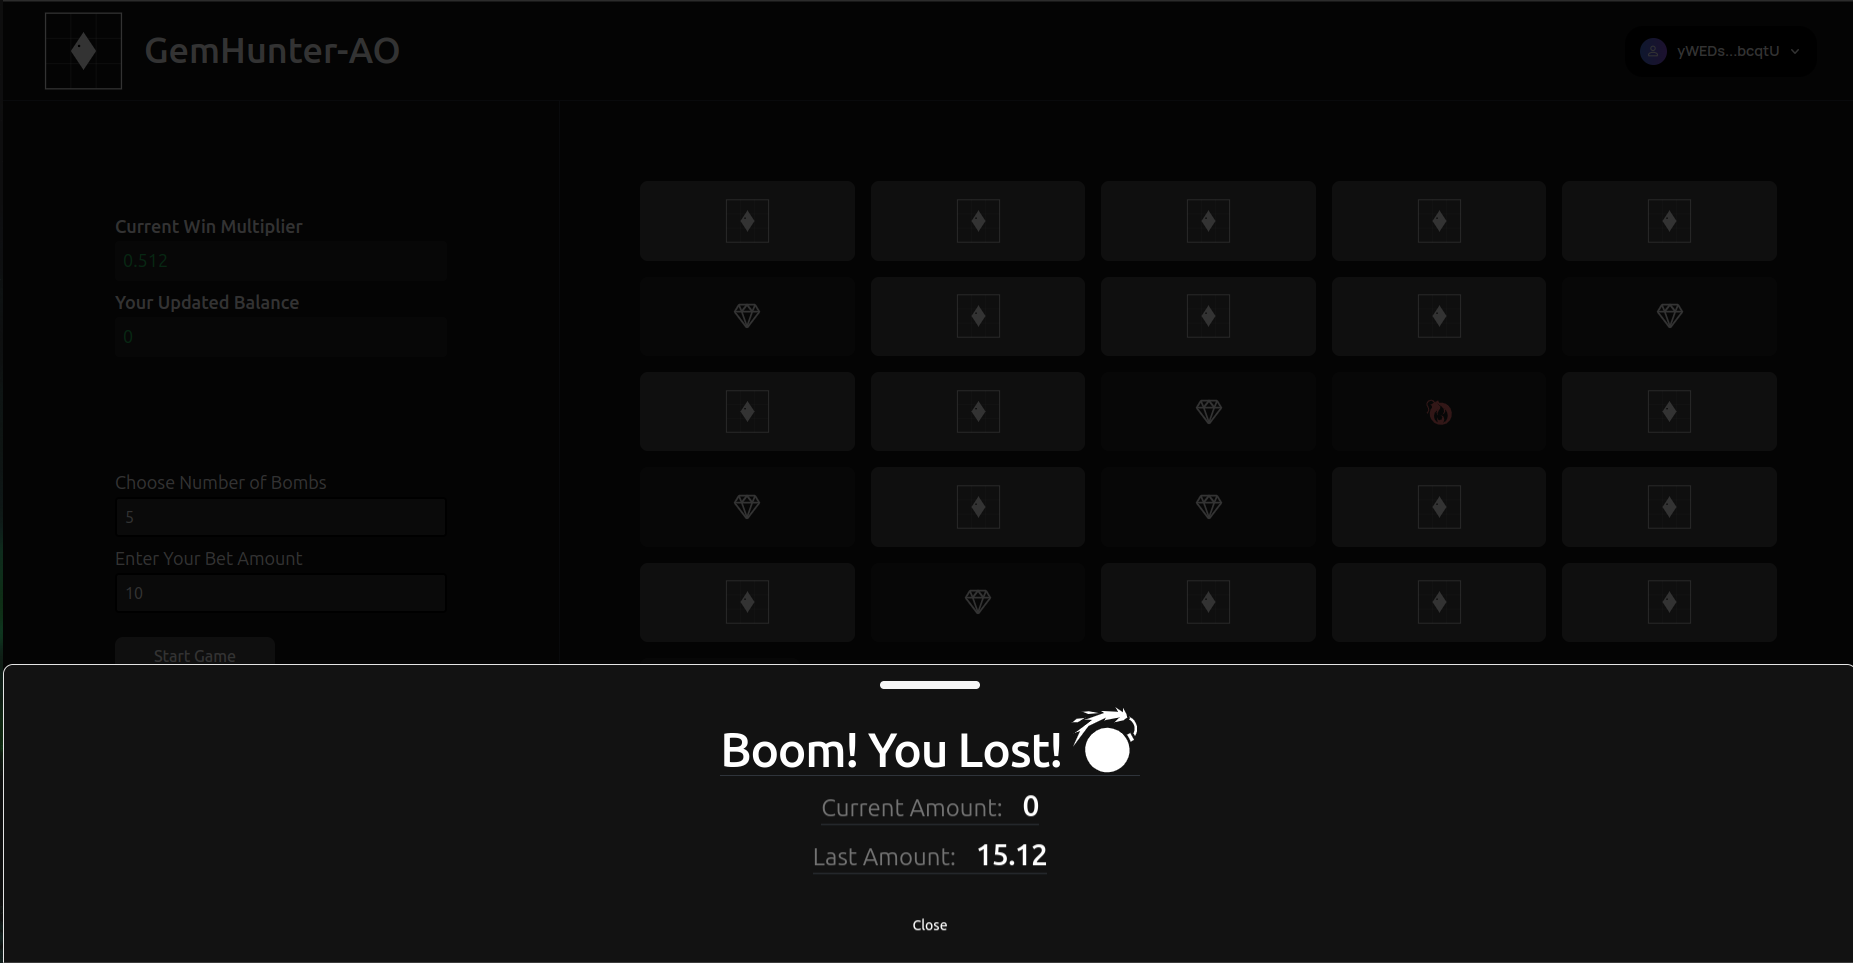 GemHunter-AO
yWEDs...bcqtU
Current Win Multiplier
0.512
Your Updated Balance
0
Choose Number of Bombs
5
Enter Your Bet Amount
10
Start Game
Boom! You Lost!
Current Amount: 0
Last Amount: 15.12
Close